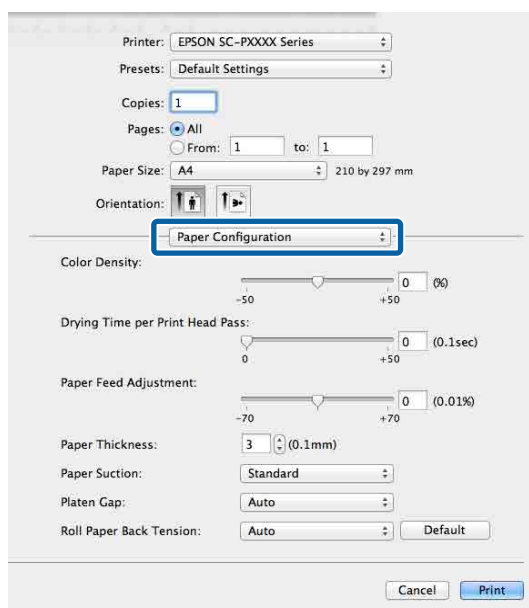 Printer: EPSON SC-PXXXX Series
Presets: Default Settings
Copies: 1
Pages: All
From: 1 to: 1
Paper Size: A4 210 by 297 mm
Orientation:
Paper Configuration
Color Density:
0 (%)
-50 +50
Drying Time per Print Head Pass:
0 (0.1sec)
0 +50
Paper Feed Adjustment:
0 (0.01%)
-70 +70
Paper Thickness: 3 (0.1mm)
Paper Suction: Standard
Platen Gap: Auto
Roll Paper Back Tension: Auto Default
Cancel Print